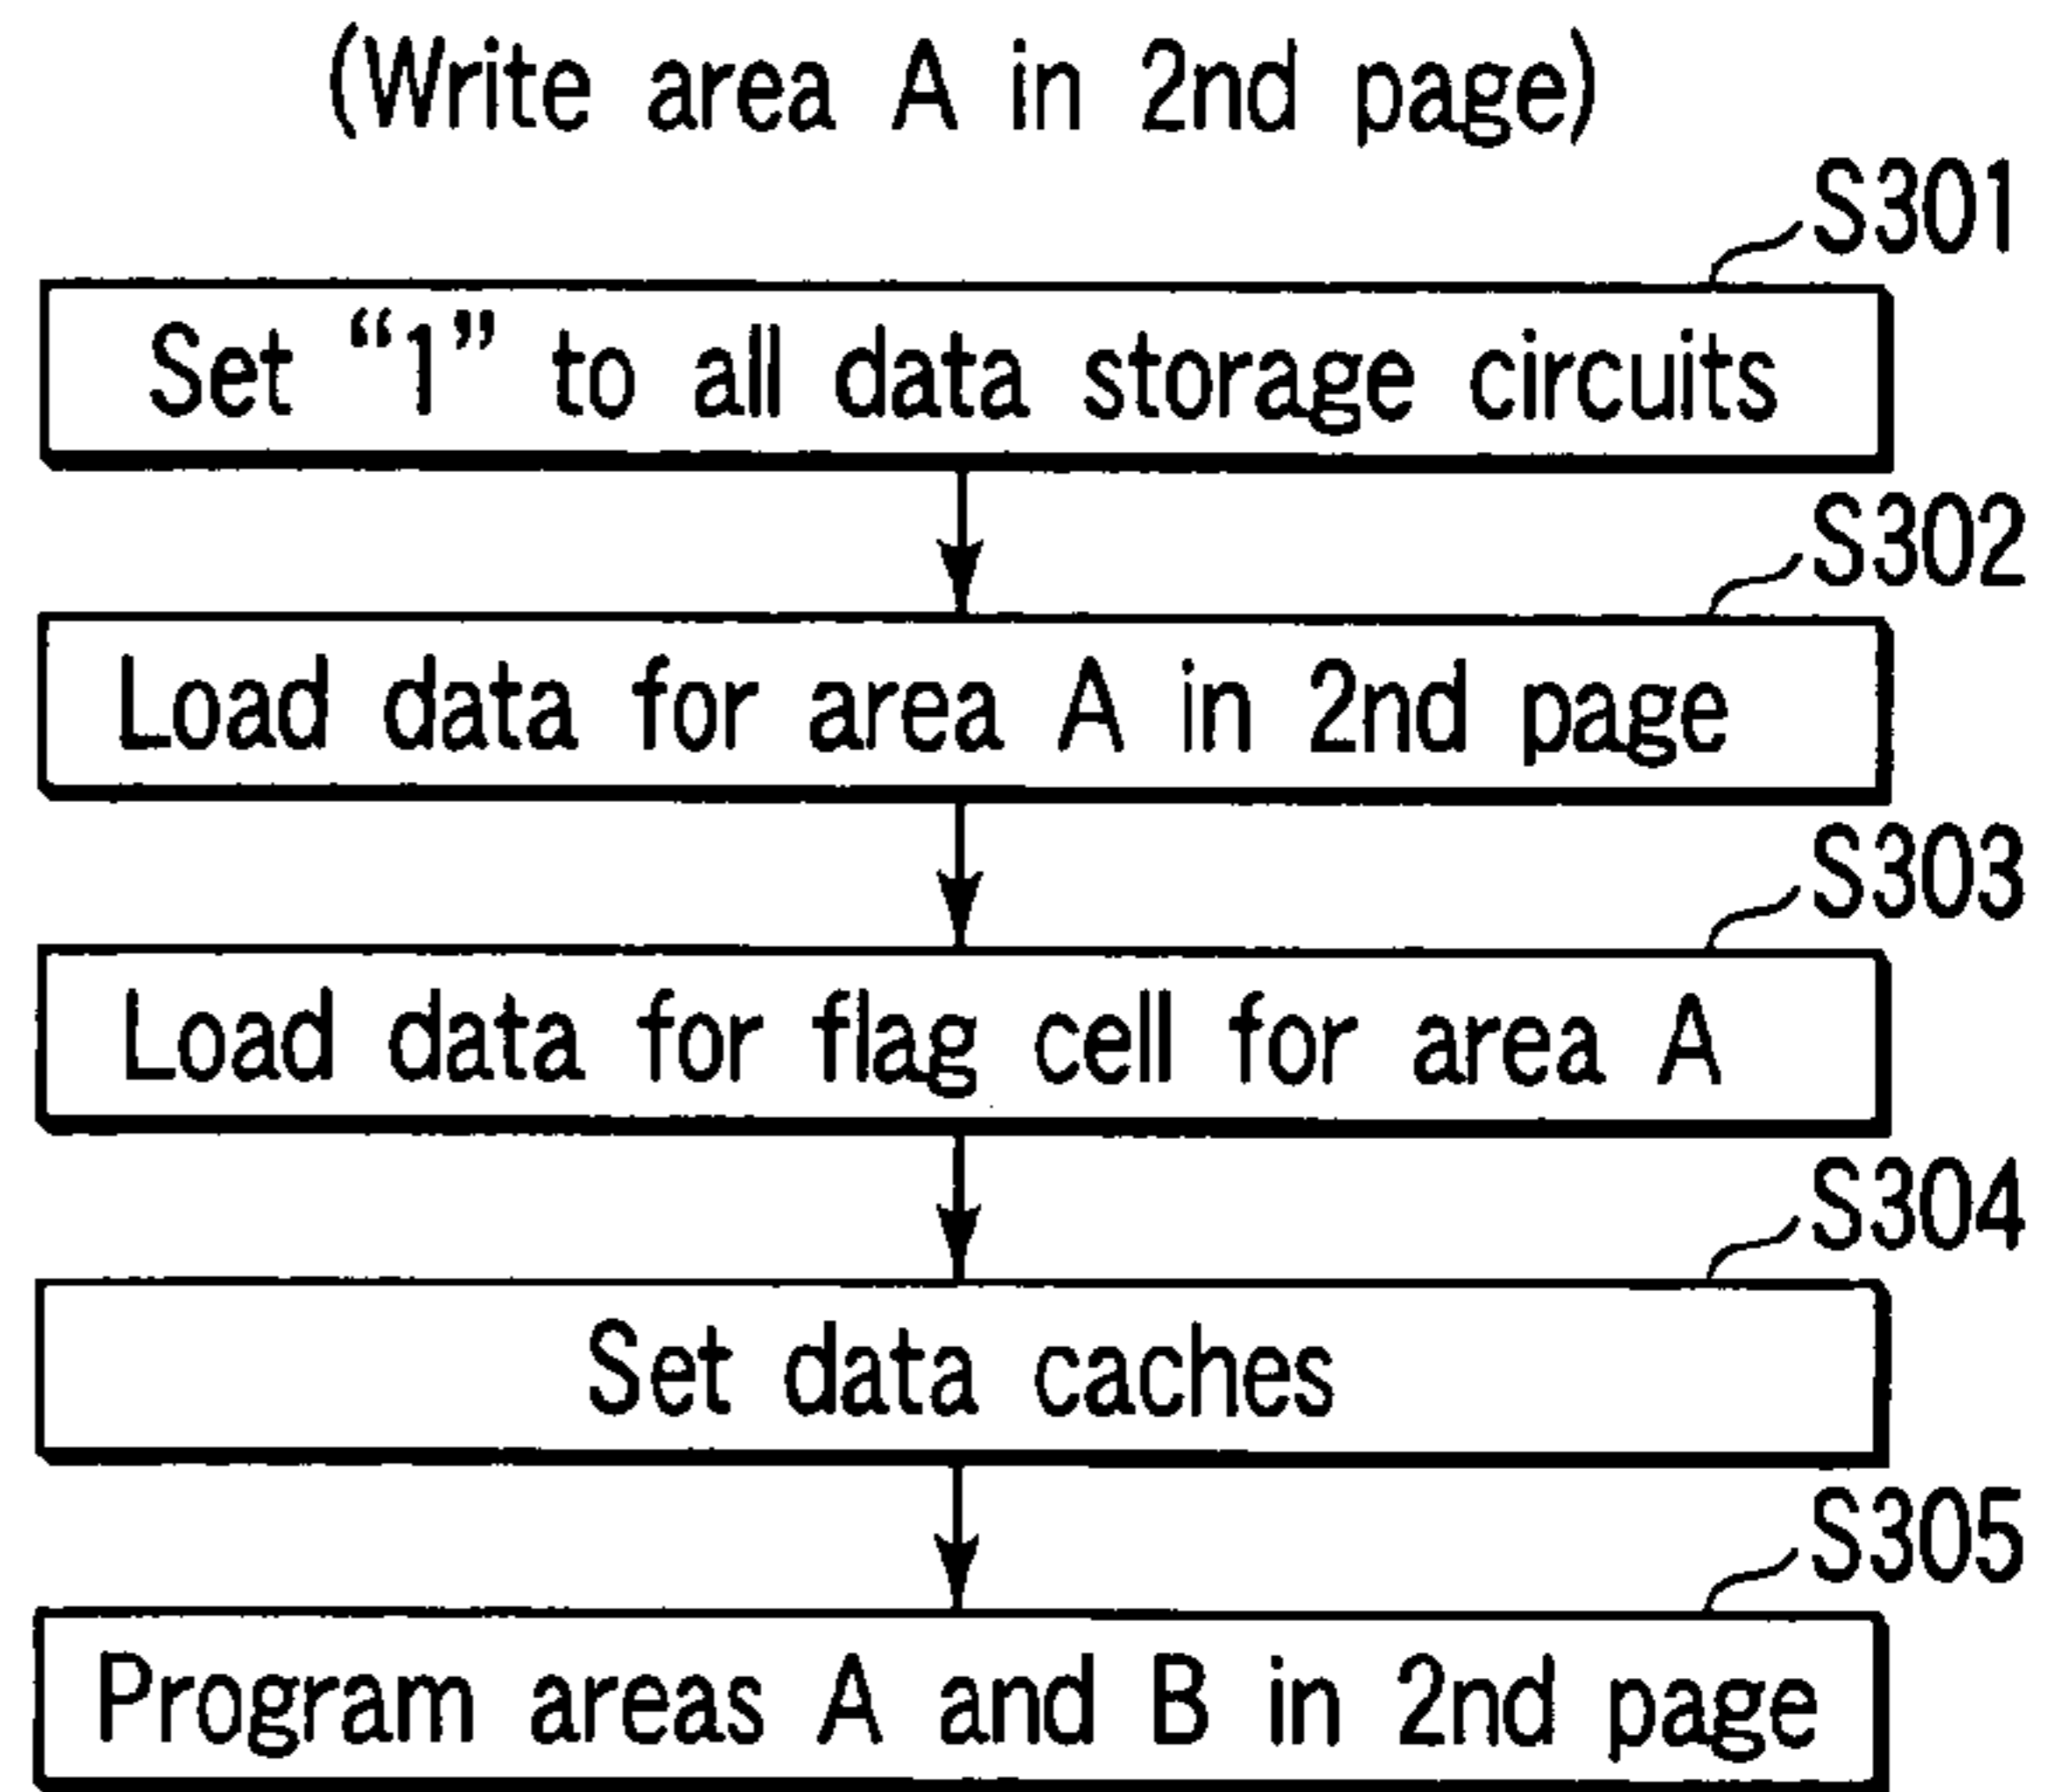 (Write area A in 2nd page)
S301
Set “1” to all data storage circuits
S302
Load data for area A in 2nd page
S303
Load data for flag cell for area A
S304
Set data caches
S305
Program areas A and B in 2nd page